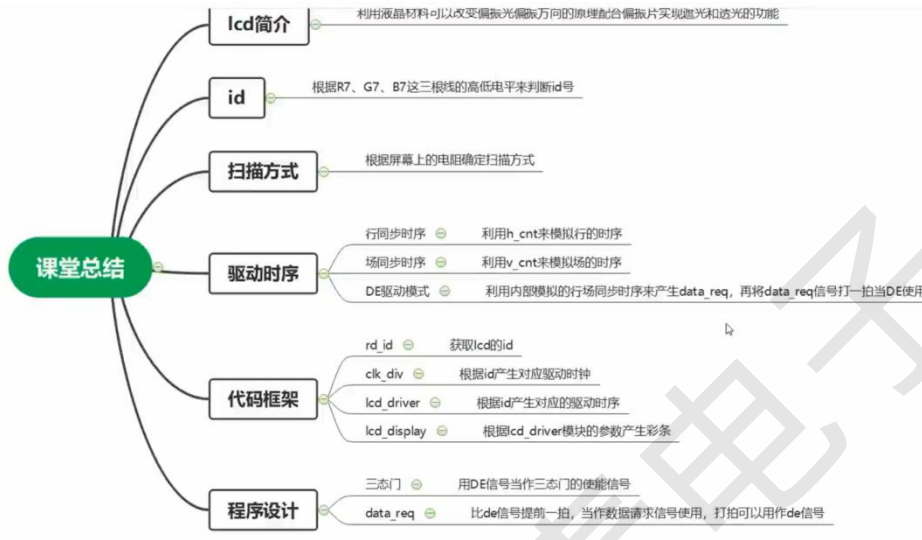 lcd简介
利用液晶材料可以改变偏振光偏振方向的原理配合偏振片实现遮光和透光的功能
id
根据R7、G7、B7这三根线的高低电平来判断id号
扫描方式
根据屏幕上的电阻确定扫描方式
课堂总结
驱动时序
行同步时序 利用h_cnt来模拟行的时序
场同步时序 利用v_cnt来模拟场的时序
DE驱动模式 利用内部模拟的行场同步时序来产生data_req，再将data_req信号打一拍当DE使用
代码框架
rd_id 获取lcd的id
clk_div 根据id产生对应驱动时钟
lcd_driver 根据id产生对应的驱动时序
lcd_display 根据lcd_driver模块的参数产生彩条
程序设计
三态门 用DE信号当作三态门的使能信号
data_req 比de信号提前一拍，当作数据请求信号使用，打拍可以用作de信号
电子